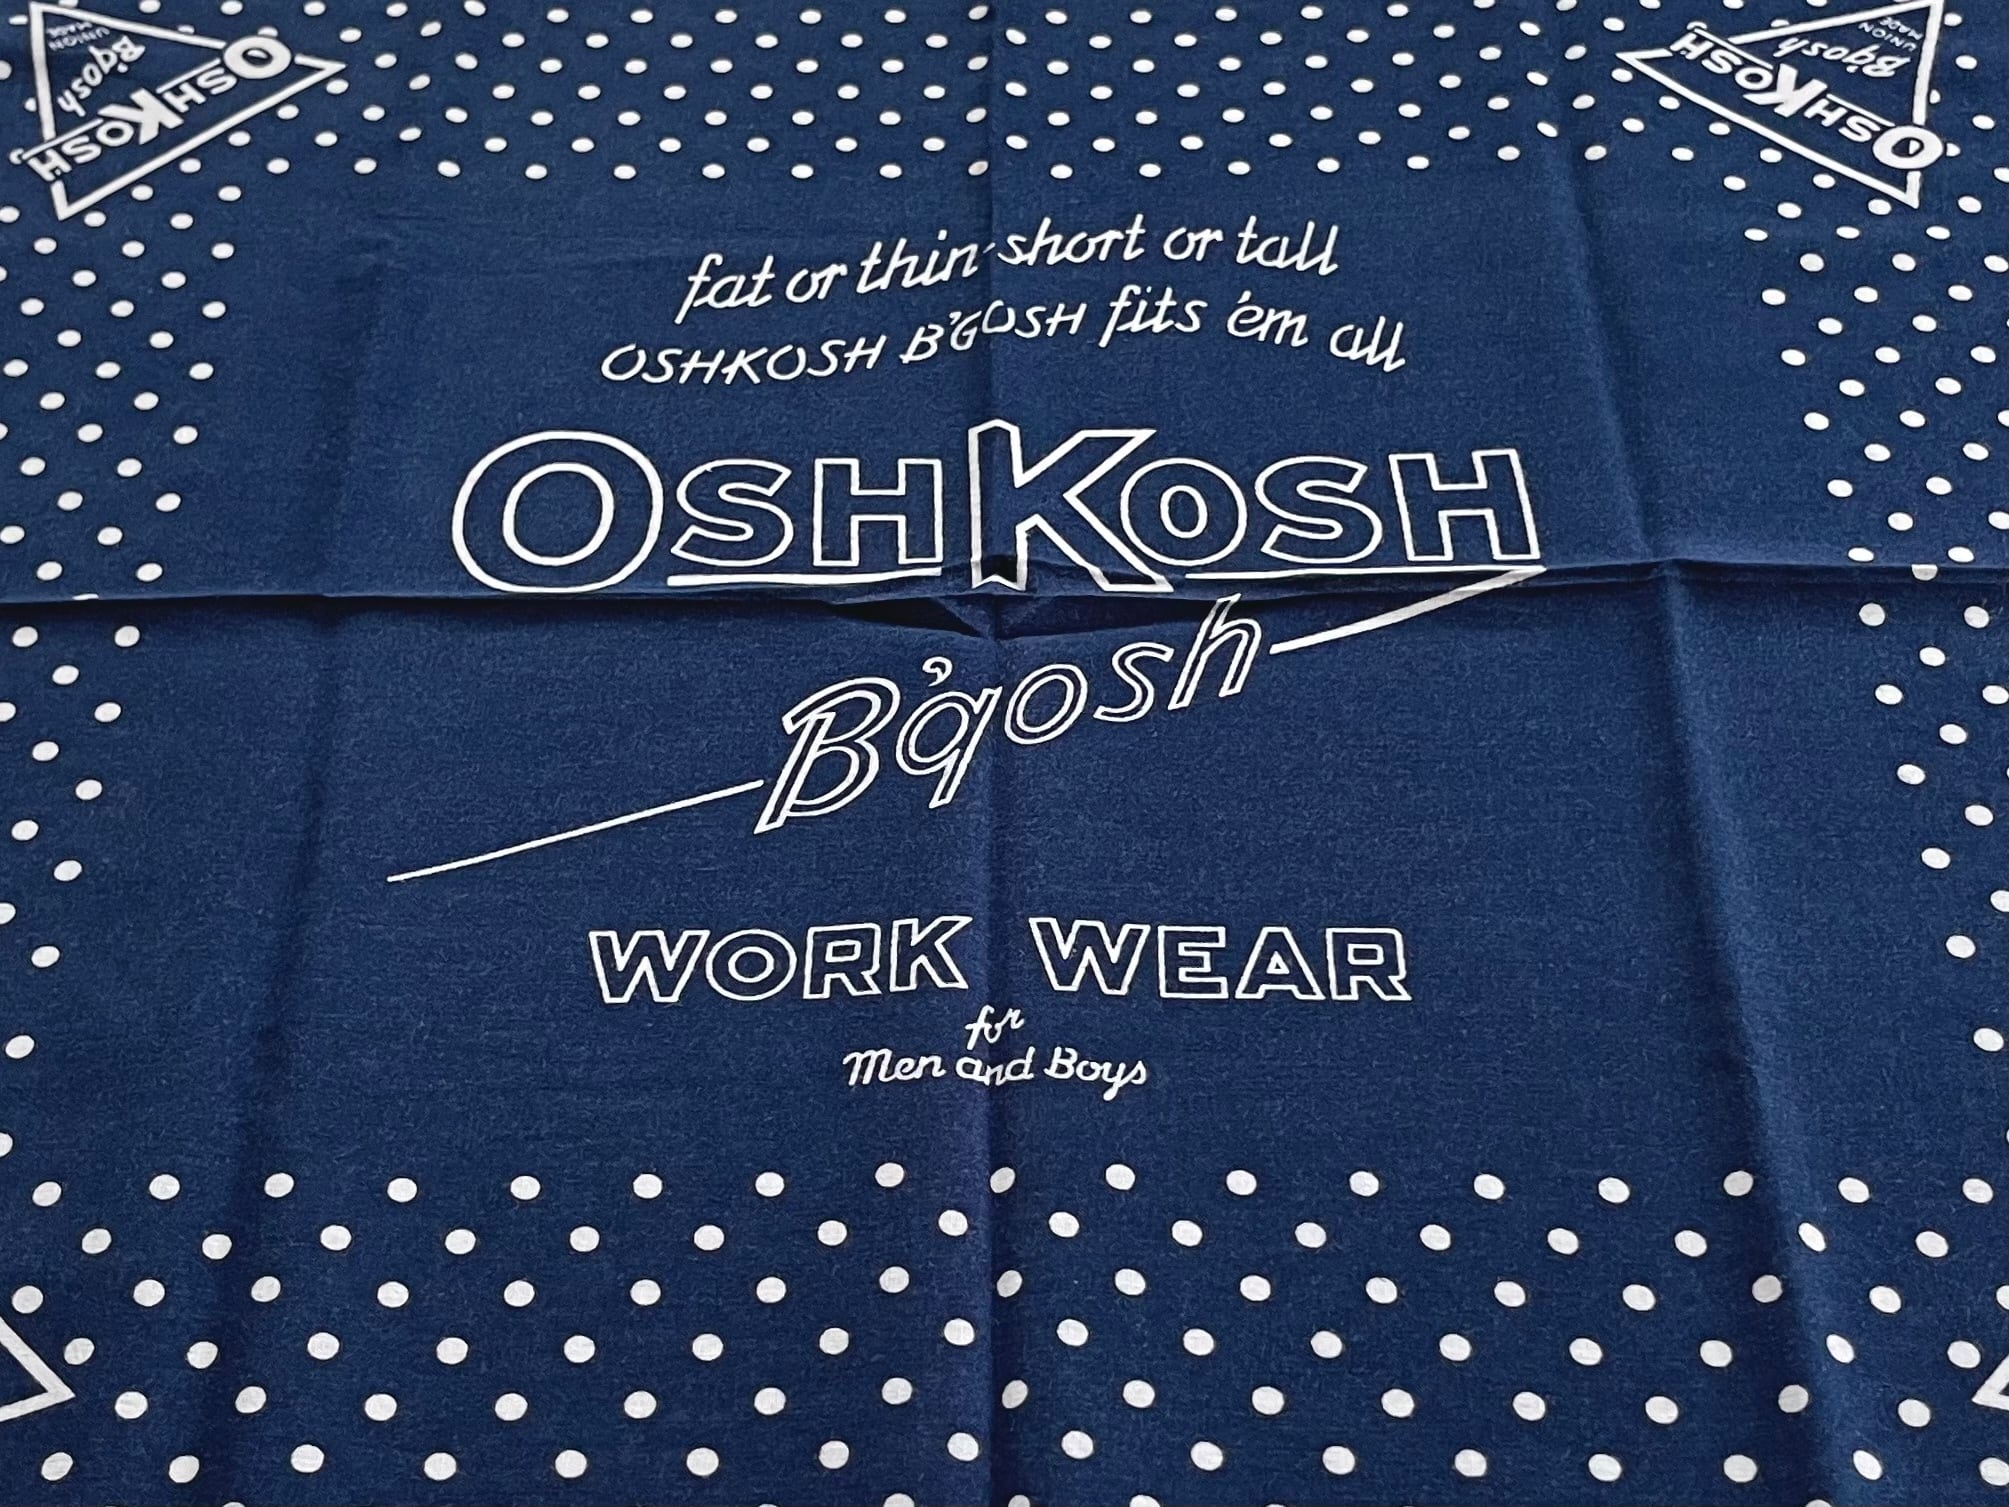 OSHKOSH
B'gosh
UNION
MADE
OSHKOSH
B'gosh
UNION
MADE
fat or thin-short or tall
OSHKOSH B'GOSH fits 'em all
OSHKOSH
B'gosh
WORK WEAR
for
Men and Boys